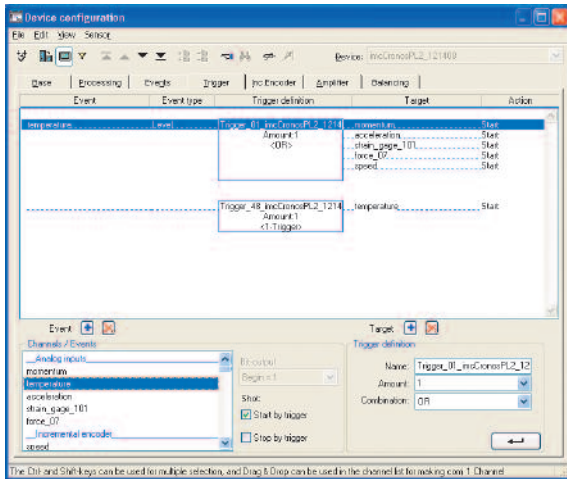 Device configuration
File Edit View Sensor
Device: imcCronosPL2_121400
Base Processing Events Trigger Inc.Encoder Amplifier Balancing
Event Event type Trigger definition Target Action
temperature Level Trigger_01_imcCronosPL2_1214 momentum Start
Amount:1 acceleration Start
<OR> strain_gage_101 Start
force_07 Start
speed Start
Trigger_48_imcCronosPL2_1214 temperature Start
Amount:1
<1-Trigger>
Event Target
Channels / Events Trigger definition
__Analog inputs
momentum
temperature
acceleration
strain_gage_101
force_07
__Incremental encoder
speed
Bit output
Begin = 1
Shot:
Start by trigger
Stop by trigger
Name: Trigger_01_imcCronosPL2_12
Amount: 1
Combination: OR
The Ctrl- and Shift-keys can be used for multiple selection, and Drag & Drop can be used in the channel list for making com 1 Channel